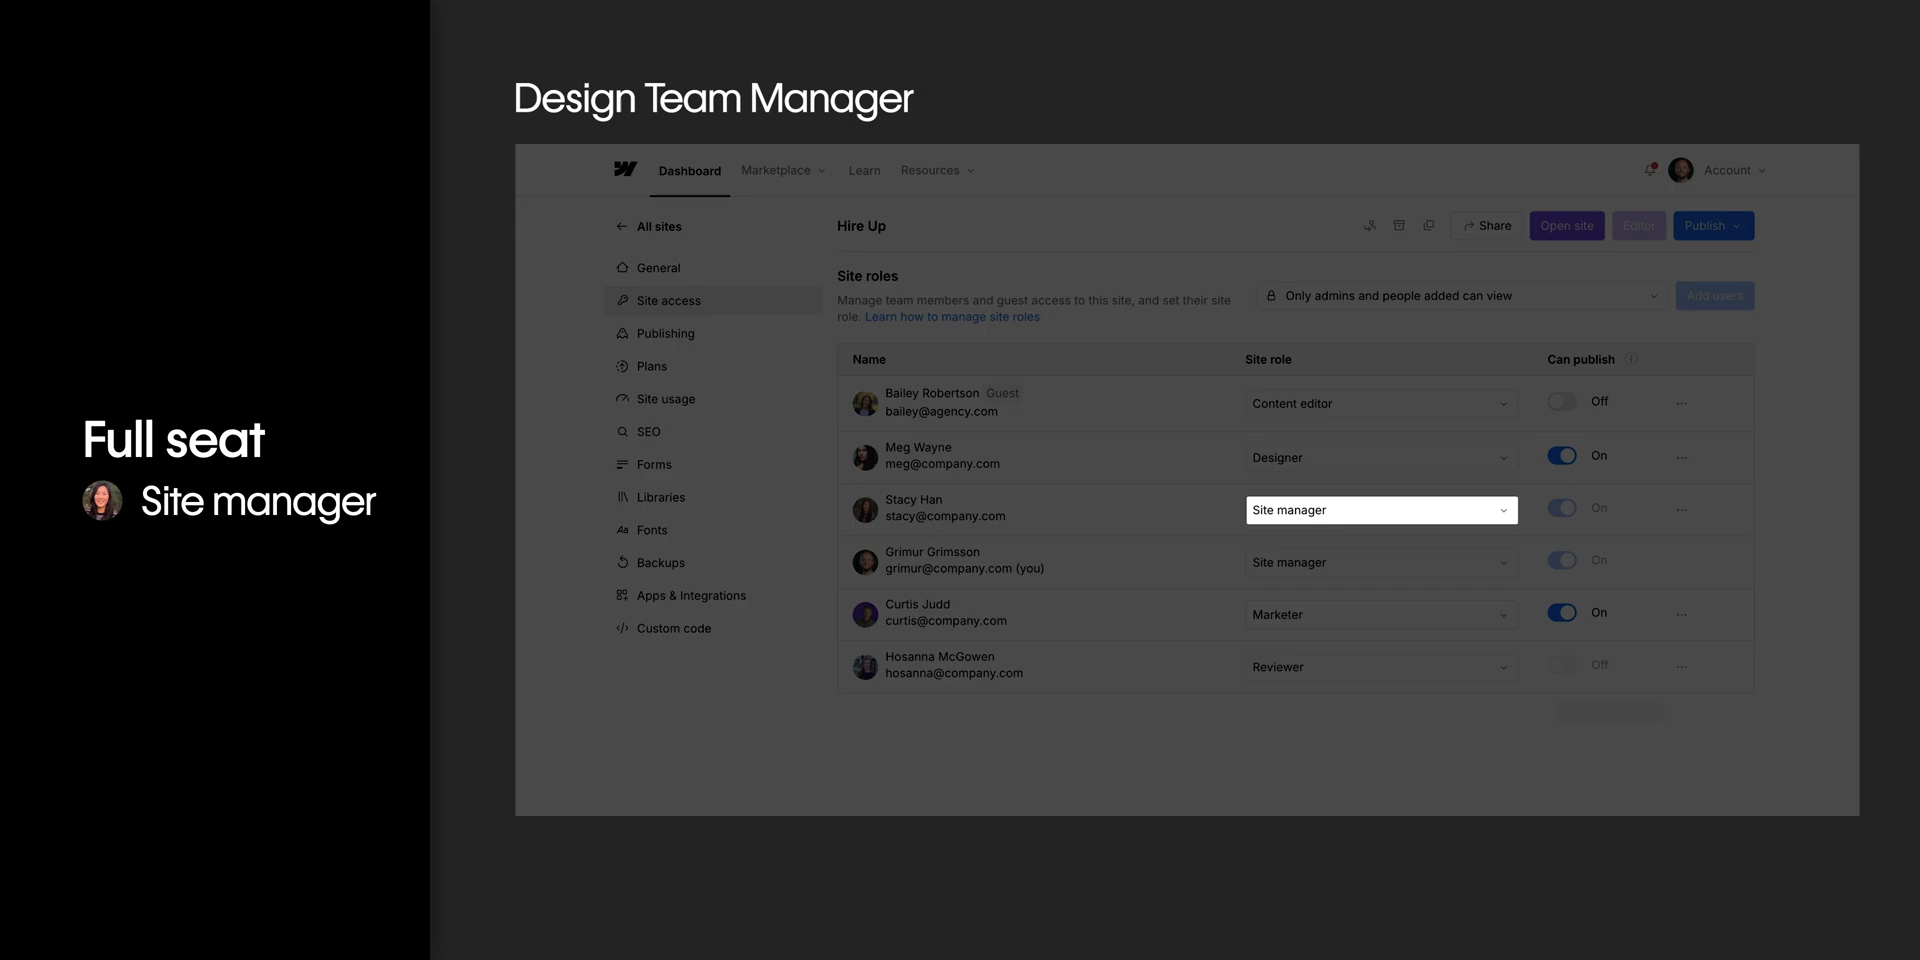 Full seat
Site manager
Design Team Manager
Dashboard
Marketplace
Learn
Resources
Account
All sites
General
Site access
Publishing
Plans
Site usage
SEO
Forms
Libraries
Aa Fonts
Backups
Apps & Integrations
Custom code
Hire Up
Share
Open site
Editor
Publish
Site roles
Manage team members and guest access to this site, and set their site
role. Learn how to manage site roles
Only admins and people added can view
Add users
Name
Site role
Can publish
Bailey Robertson Guest
bailey@agency.com
Content editor
Off
Meg Wayne
meg@company.com
Designer
On
Stacy Han
stacy@company.com
Site manager
On
Grimur Grimsson
grimur@company.com (you)
Site manager
On
Curtis Judd
curtis@company.com
Marketer
On
Hosanna McGowen
hosanna@company.com
Reviewer
Off